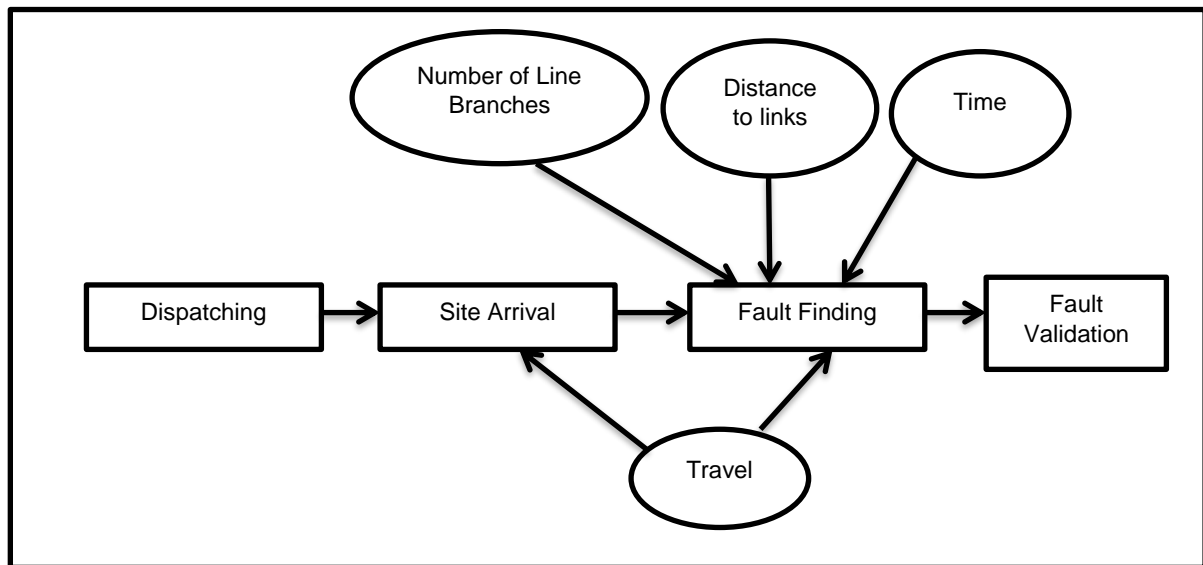 Number of Line
Branches
Distance
to links
Time
Dispatching
Site Arrival
Fault Finding
Fault
Validation
Travel